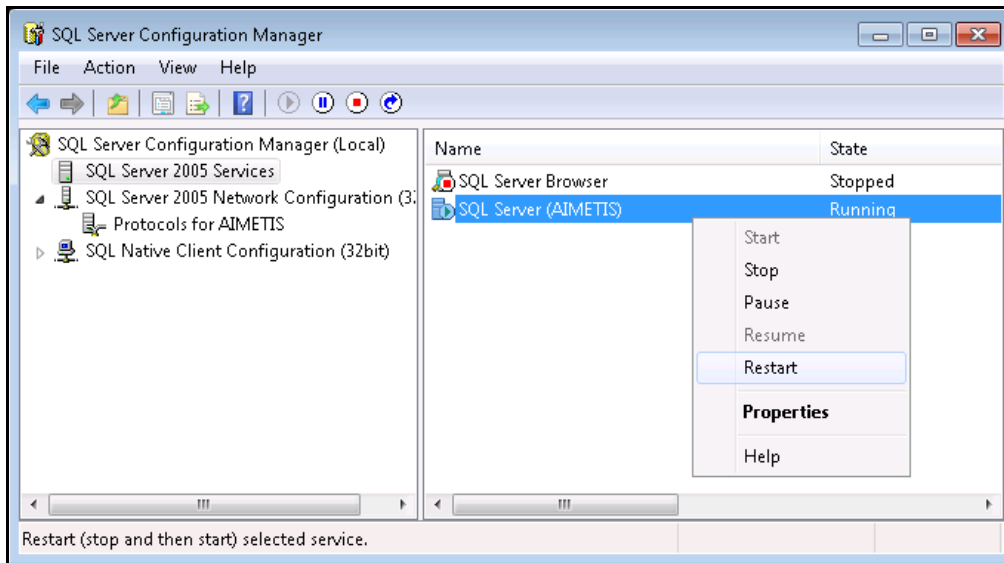 SQL Server Configuration Manager
File Action View Help
SQL Server Configuration Manager (Local)
SQL Server 2005 Services
SQL Server 2005 Network Configuration (3
Protocols for AIMETIS
SQL Native Client Configuration (32bit)
Name State
SQL Server Browser Stopped
SQL Server (AIMETIS) Running
Start
Stop
Pause
Resume
Restart
Properties
Help
Restart (stop and then start) selected service.